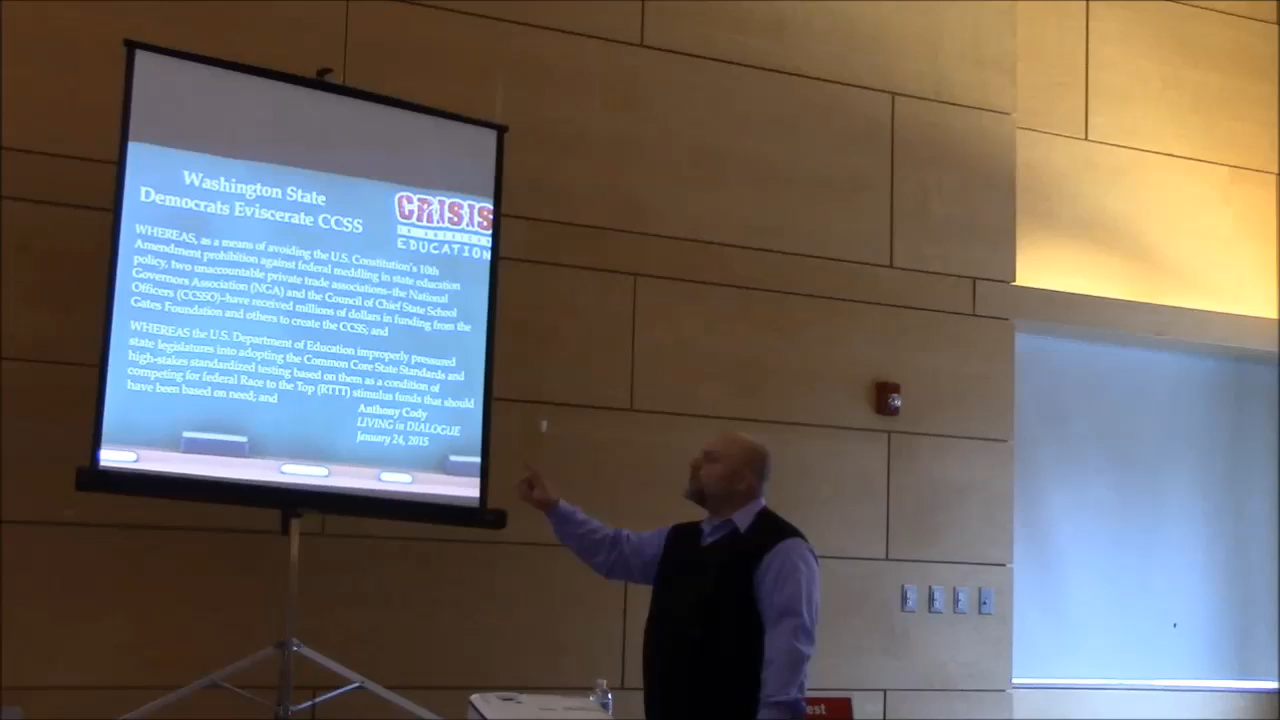 Washington State
Democrats Eviscerate CCSS
CRISIS
IN AMERICAN
EDUCATION
WHEREAS, as a means of avoiding the U.S. Constitution's 10th
Amendment prohibition against federal meddling in state education
policy, two unaccountable private trade associations–the National
Governors Association (NGA) and the Council of Chief State School
Officers (CCSSO)–have received millions of dollars in funding from the
Gates Foundation and others to create the CCSS; and
WHEREAS the U.S. Department of Education improperly pressured
state legislatures into adopting the Common Core State Standards and
high-stakes standardized testing based on them as a condition of
competing for federal Race to the Top (RTTT) stimulus funds that should
have been based on need; and
Anthony Cody
LIVING in DIALOGUE
January 24, 2015